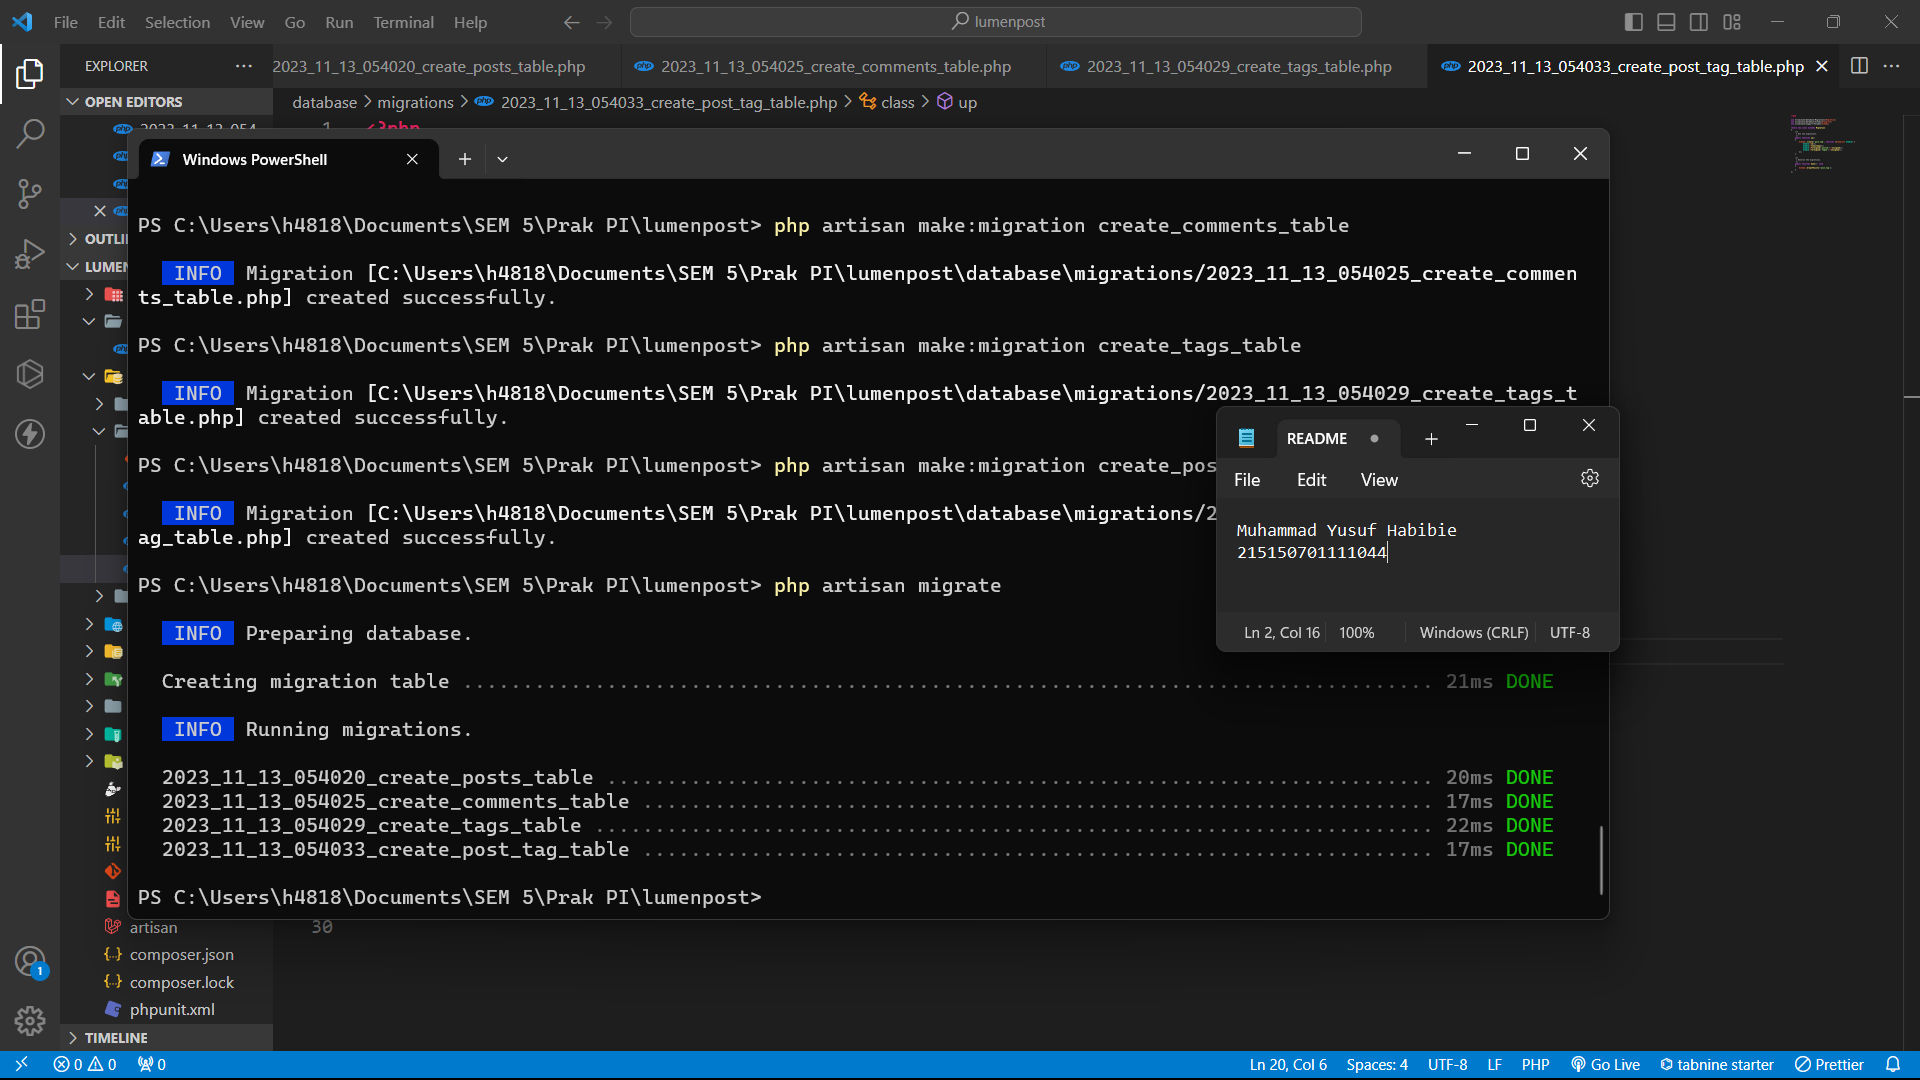 File Edit Selection View Go Run Terminal Help
lumenpost
EXPLORER
2023_11_13_054020_create_posts_table.php
2023_11_13_054025_create_comments_table.php
2023_11_13_054029_create_tags_table.php
2023_11_13_054033_create_post_tag_table.php
OPEN EDITORS
database > migrations > 2023_11_13_054033_create_post_tag_table.php > class > up
1 <?php
OUTLI
LUMEN
Windows PowerShell
PS C:\Users\h4818\Documents\SEM 5\Prak PI\lumenpost> php artisan make:migration create_comments_table
INFO Migration [C:\Users\h4818\Documents\SEM 5\Prak PI\lumenpost\database\migrations/2023_11_13_054025_create_commen
ts_table.php] created successfully.
PS C:\Users\h4818\Documents\SEM 5\Prak PI\lumenpost> php artisan make:migration create_tags_table
INFO Migration [C:\Users\h4818\Documents\SEM 5\Prak PI\lumenpost\database\migrations/2023_11_13_054029_create_tags_t
able.php] created successfully.
PS C:\Users\h4818\Documents\SEM 5\Prak PI\lumenpost> php artisan make:migration create_pos
INFO Migration [C:\Users\h4818\Documents\SEM 5\Prak PI\lumenpost\database\migrations/2
ag_table.php] created successfully.
PS C:\Users\h4818\Documents\SEM 5\Prak PI\lumenpost> php artisan migrate
INFO Preparing database.
Creating migration table ................................................................................. 21ms DONE
INFO Running migrations.
2023_11_13_054020_create_posts_table ..................................................................... 20ms DONE
2023_11_13_054025_create_comments_table .................................................................. 17ms DONE
2023_11_13_054029_create_tags_table ...................................................................... 22ms DONE
2023_11_13_054033_create_post_tag_table .................................................................. 17ms DONE
PS C:\Users\h4818\Documents\SEM 5\Prak PI\lumenpost>
README
File Edit View
Muhammad Yusuf Habibie
215150701111044
Ln 2, Col 16 100% Windows (CRLF) UTF-8
30
artisan
composer.json
composer.lock
phpunit.xml
TIMELINE
1
0 0 0
Ln 20, Col 6 Spaces: 4 UTF-8 LF PHP Go Live tabnine starter Prettier